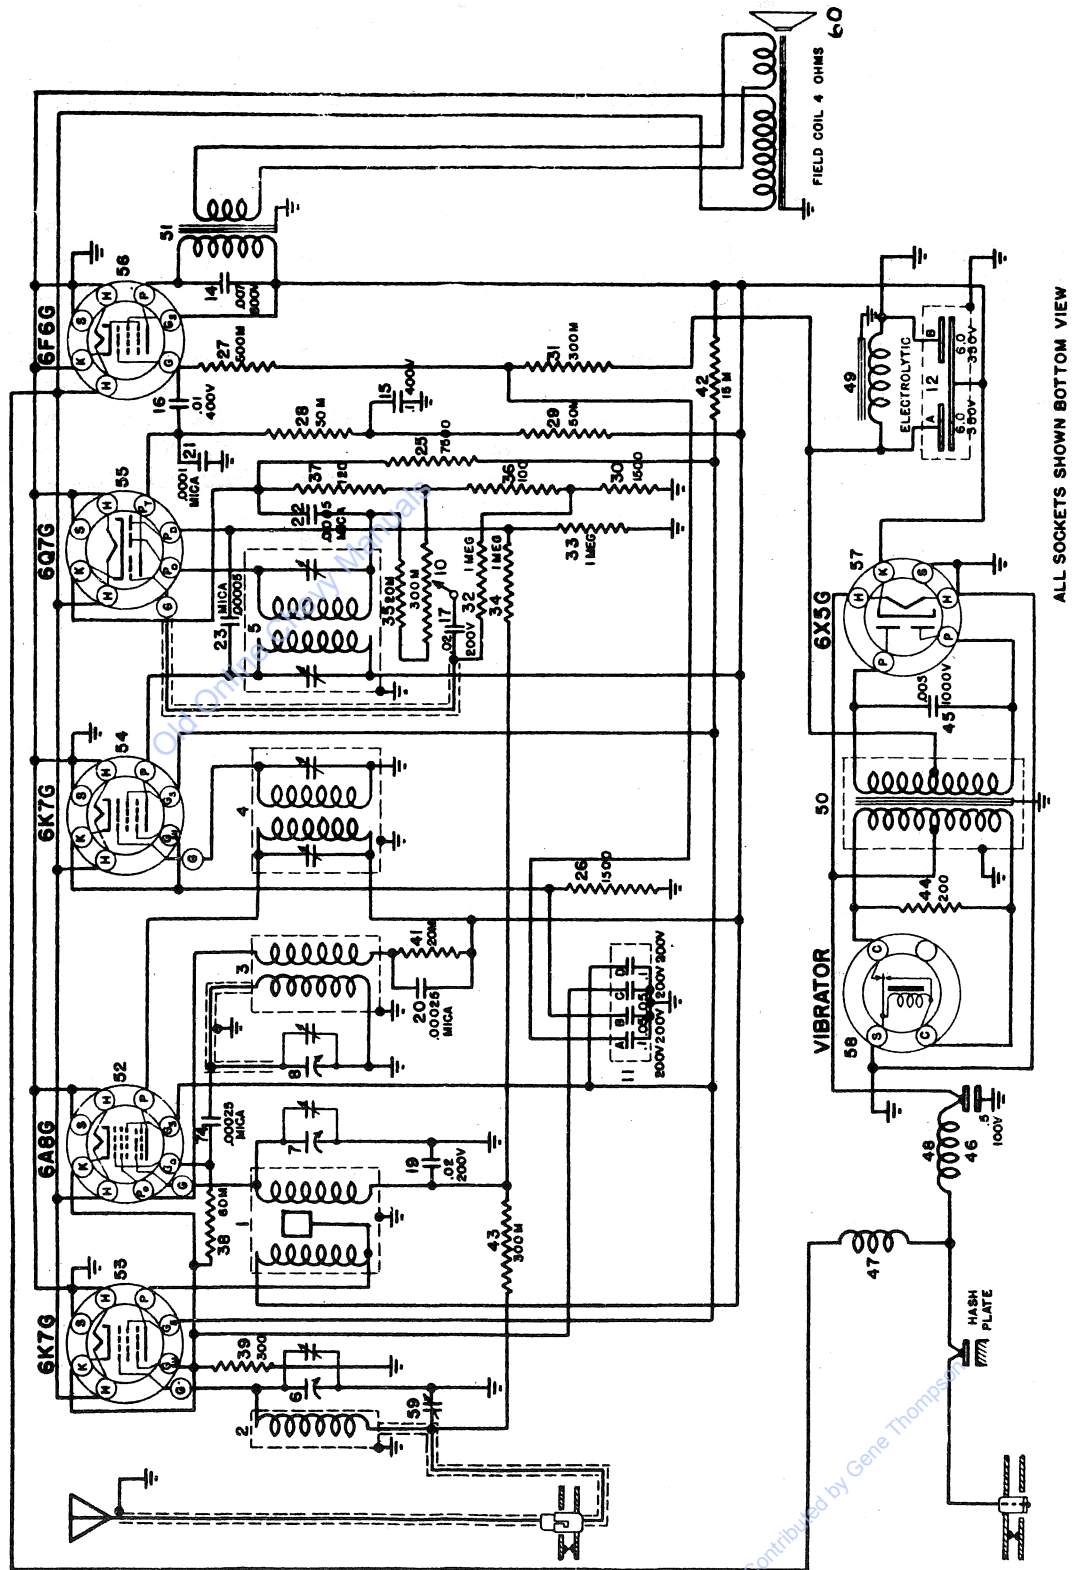 6K7G
53
6A8G
52
6K7G
54
6Q7G
55
6F6G
56
H
K
S
H
P
G
H
K
S
H
P
G
H
K
S
H
P
G
H
K
S
H
G
H
K
S
H
P
G
2
39
300
6
59
38
60M
1
7
19
.02
200V
43
300M
74
.00025
MICA
8
3
20
.00025
MICA
41
20M
11
A
B
C
D
200V 200V 200V 200V
26
1500
4
5
23
MICA
.00005
21
.0001
MICA
22
.0005
MICA
37
120
35
20M
300M
10
17
.02
200V
32
1 MEG
34
1 MEG
33
1 MEG
36
100
30
1500
25
7500
28
50M
29
50M
15
.1
400V
16
.01
400V
27
500M
31
300M
14
.007
600V
51
42
15M
60
FIELD COIL 4 OHMS
47
48
46
.5
100V
HASH
PLATE
VIBRATOR
58
S
C
C
44
200
50
45
.003
1000V
6X5G
57
H
K
S
H
P
P
49
ELECTROLYTIC
12
A
B
6.0
350V
6.0
350V
ALL SOCKETS SHOWN BOTTOM VIEW
Old Online Chevy Manuals
Contributed by Gene Thompson